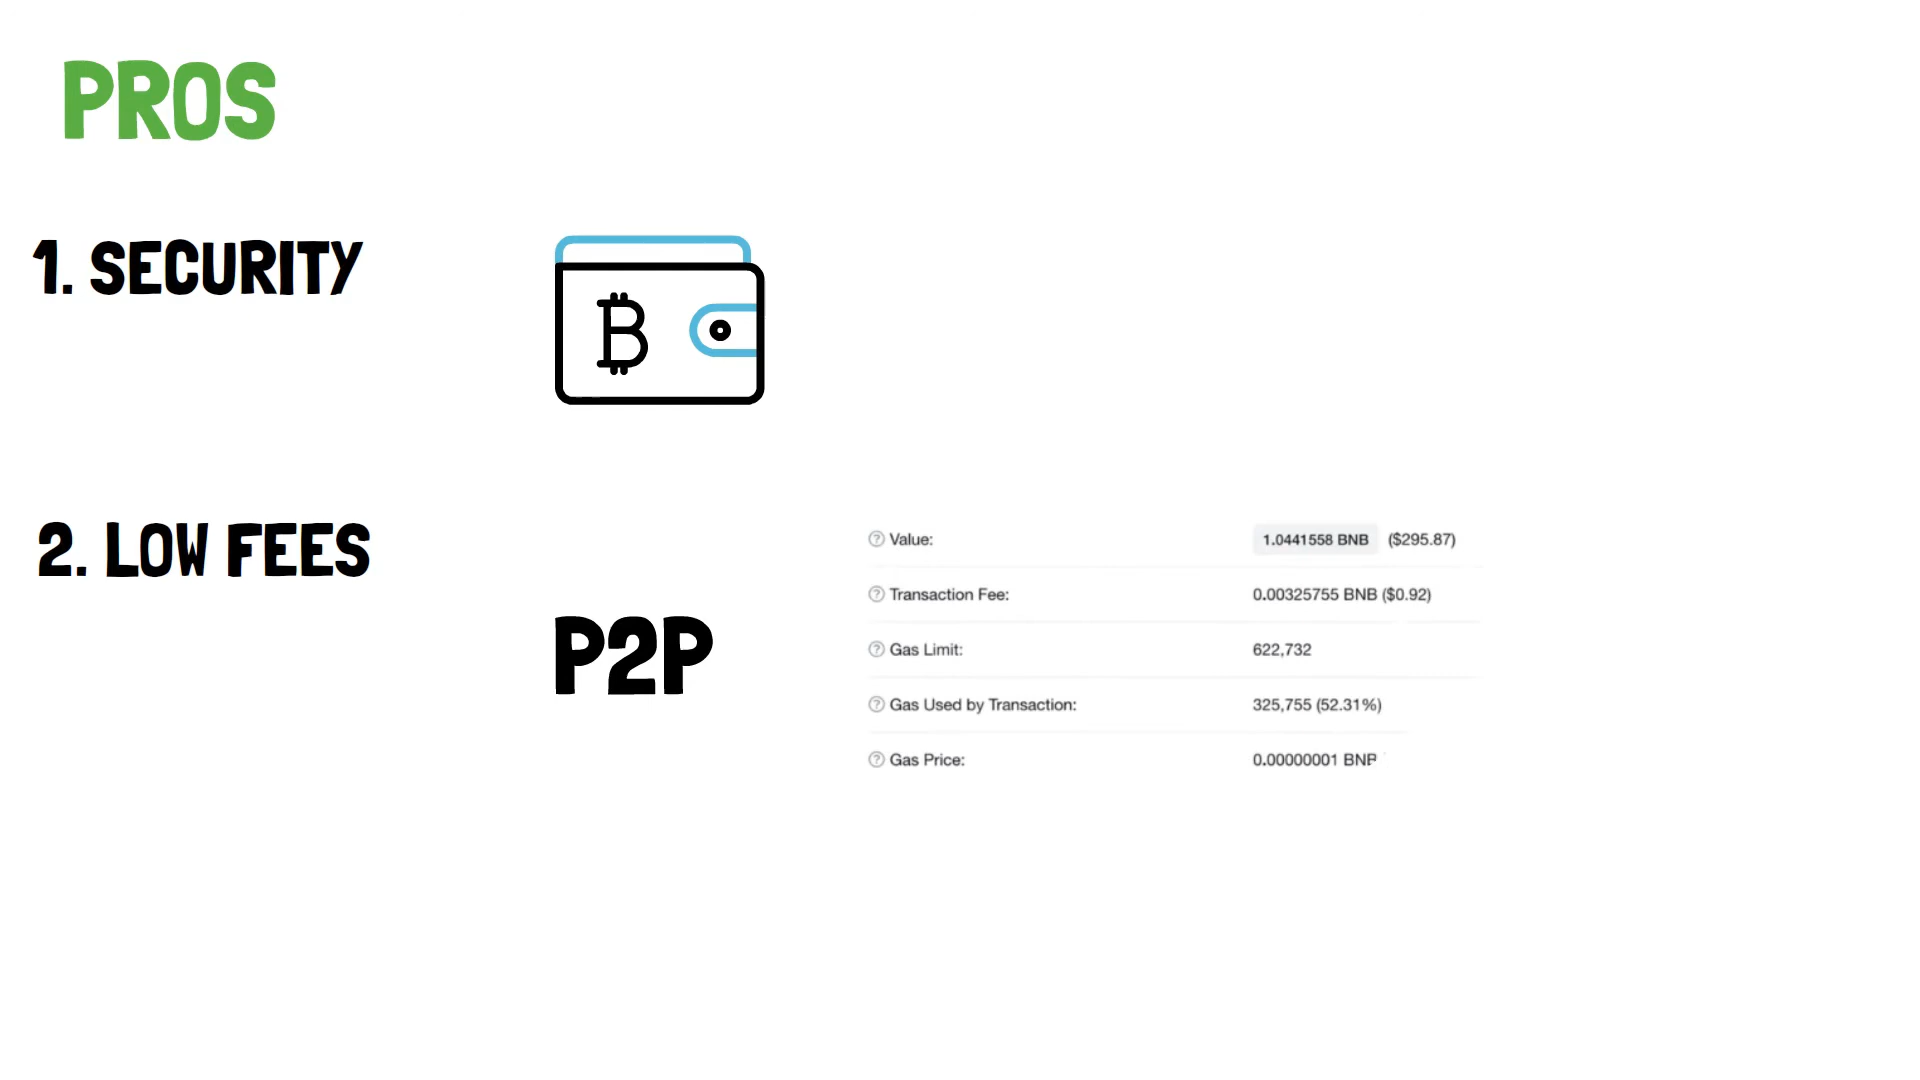 PROS
1. SECURITY
2. LOW FEES
P2P
Value: 1.0441558 BNB ($295.87)
Transaction Fee: 0.00325755 BNB ($0.92)
Gas Limit: 622,732
Gas Used by Transaction: 325,755 (52.31%)
Gas Price: 0.00000001